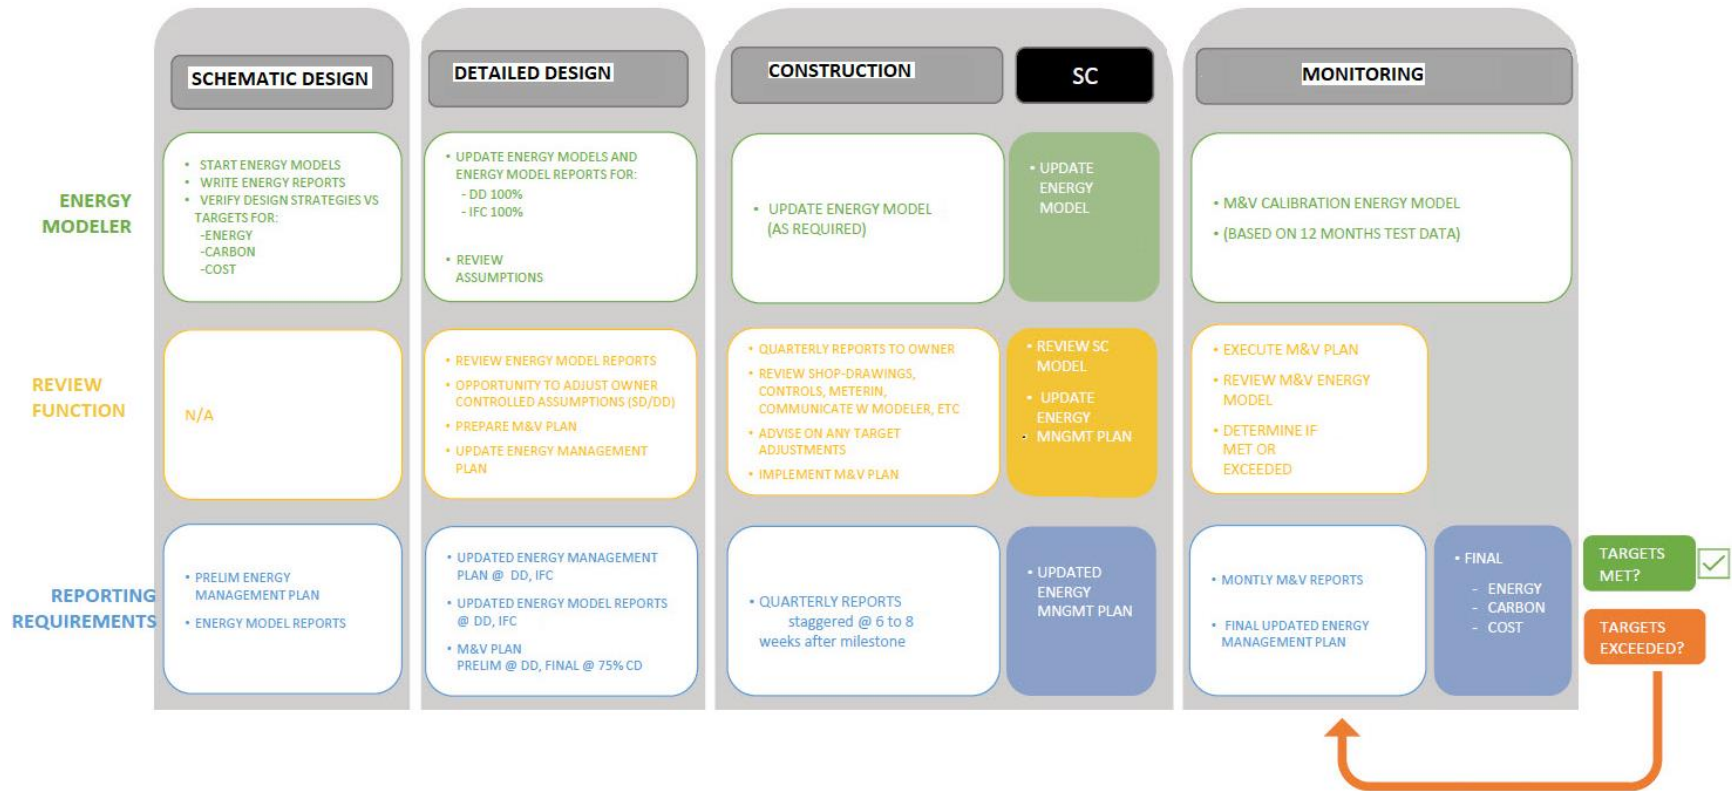 SCHEMATIC DESIGN
DETAILED DESIGN
CONSTRUCTION
SC
MONITORING
ENERGY
MODELER
• START ENERGY MODELS
• WRITE ENERGY REPORTS
• VERIFY DESIGN STRATEGIES VS
TARGETS FOR:
-ENERGY
-CARBON
-COST
• UPDATE ENERGY MODELS AND
ENERGY MODEL REPORTS FOR:
- DD 100%
- IFC 100%
• REVIEW
ASSUMPTIONS
• UPDATE ENERGY MODEL
(AS REQUIRED)
• UPDATE
ENERGY
MODEL
• M&V CALIBRATION ENERGY MODEL
• (BASED ON 12 MONTHS TEST DATA)
REVIEW
FUNCTION
N/A
• REVIEW ENERGY MODEL REPORTS
• OPPORTUNITY TO ADJUST OWNER
CONTROLLED ASSUMPTIONS (SD/DD)
• PREPARE M&V PLAN
• UPDATE ENERGY MANAGEMENT
PLAN
• QUARTERLY REPORTS TO OWNER
• REVIEW SHOP-DRAWINGS,
CONTROLS, METERIN,
COMMUNICATE W MODELER, ETC
• ADVISE ON ANY TARGET
ADJUSTMENTS
• IMPLEMENT M&V PLAN
• REVIEW SC
MODEL
• UPDATE
ENERGY
• MNGMT PLAN
• EXECUTE M&V PLAN
• REVIEW M&V ENERGY
MODEL
• DETERMINE IF
MET OR
EXCEEDED
REPORTING
REQUIREMENTS
• PRELIM ENERGY
MANAGEMENT PLAN
• ENERGY MODEL REPORTS
• UPDATED ENERGY MANAGEMENT
PLAN @ DD, IFC
• UPDATED ENERGY MODEL REPORTS
@ DD, IFC
• M&V PLAN
PRELIM @ DD, FINAL @ 75% CD
• QUARTERLY REPORTS
staggered @ 6 to 8
weeks after milestone
• UPDATED
ENERGY
MNGMT PLAN
• MONTLY M&V REPORTS
• FINAL UPDATED ENERGY
MANAGEMENT PLAN
• FINAL
- ENERGY
- CARBON
- COST
TARGETS
MET?
TARGETS
EXCEEDED?